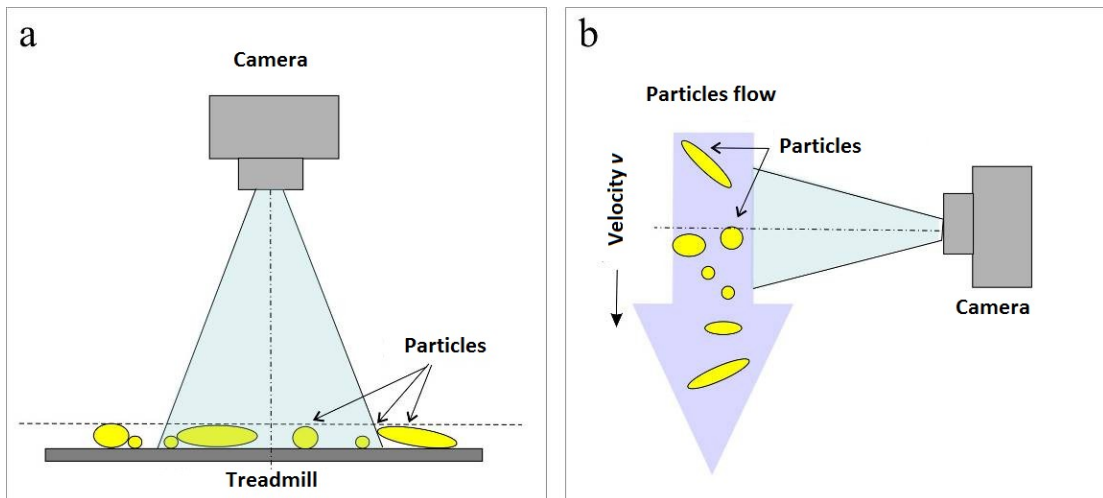 a
Camera
Particles
Treadmill
b
Particles flow
Particles
Velocity v
Camera